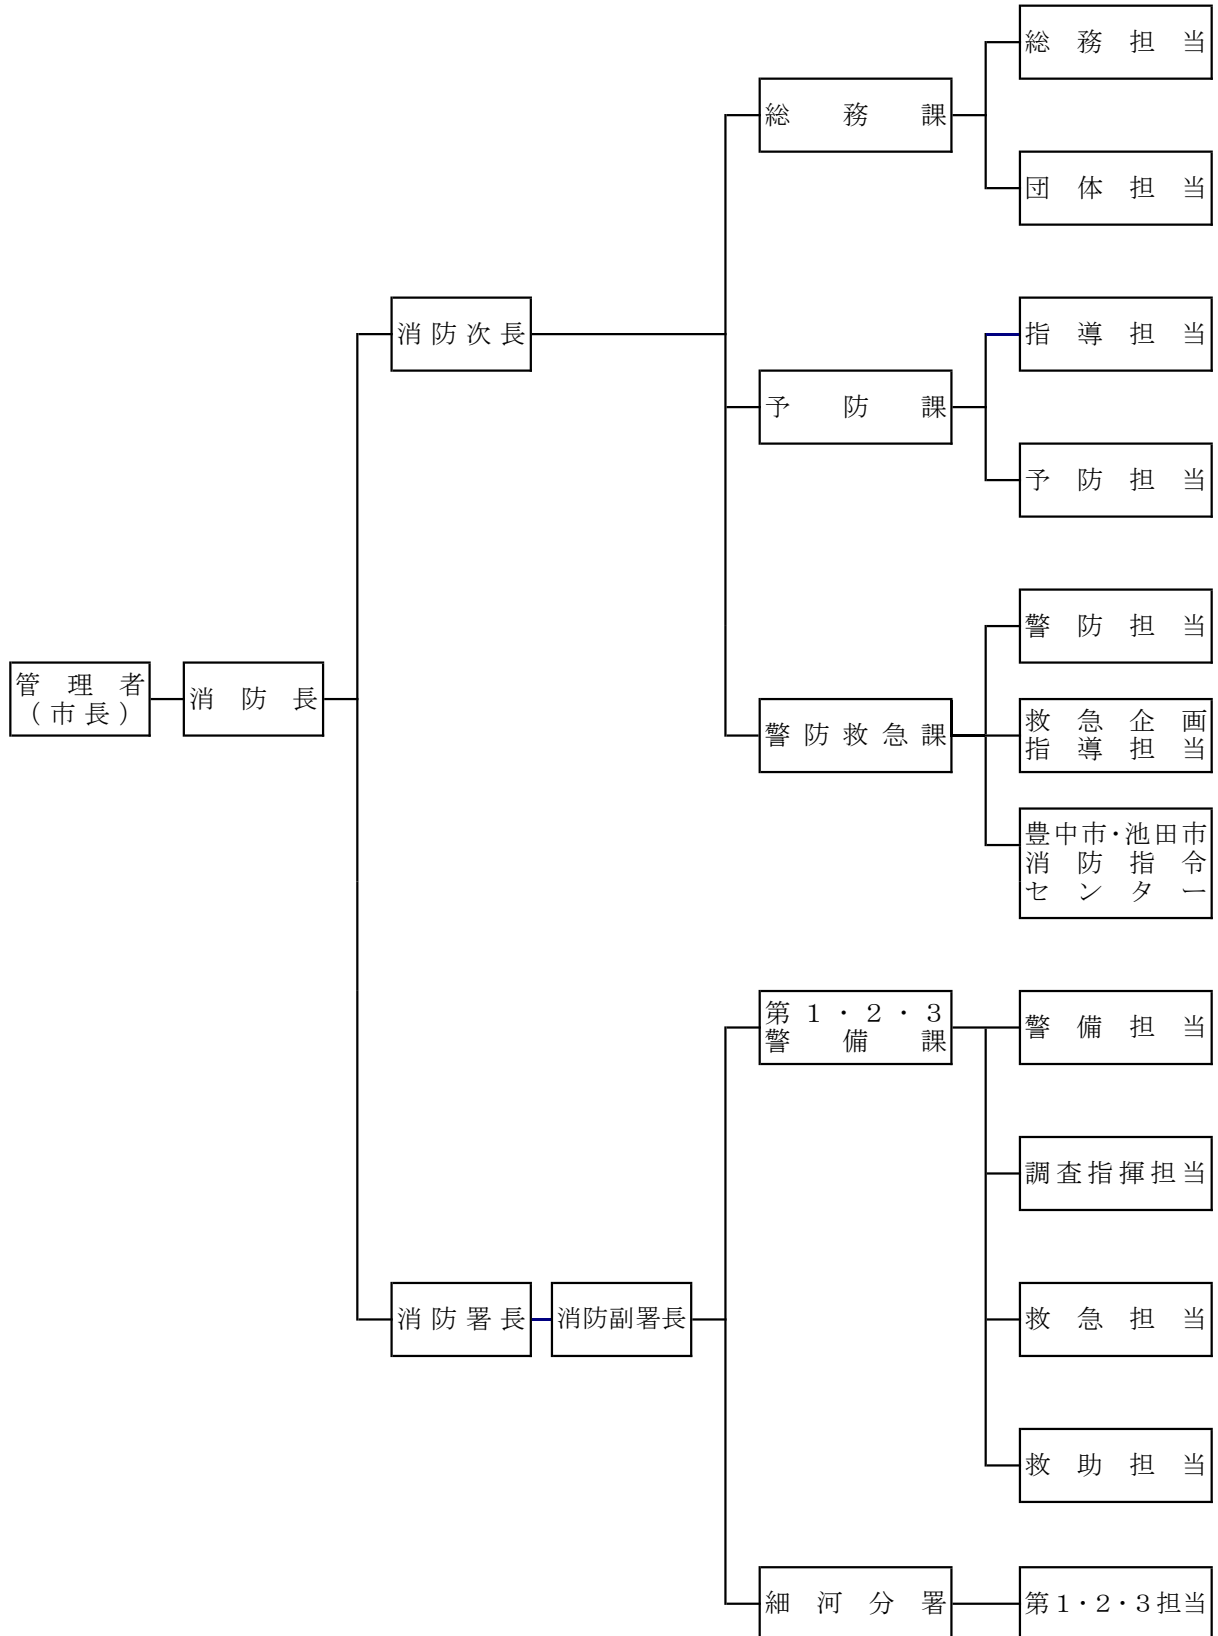 総務担当
総務課
団体担当
消防次長
指導担当
予防課
予防担当
警防担当
管理者
(市長)
消防長
警防救急課
救急企画
指導担当
豊中市・池田市
消防指令
センター
第１・２・３
警備課
警備担当
調査指揮担当
消防署長
消防副署長
救急担当
救助担当
細河分署
第１・２・３担当